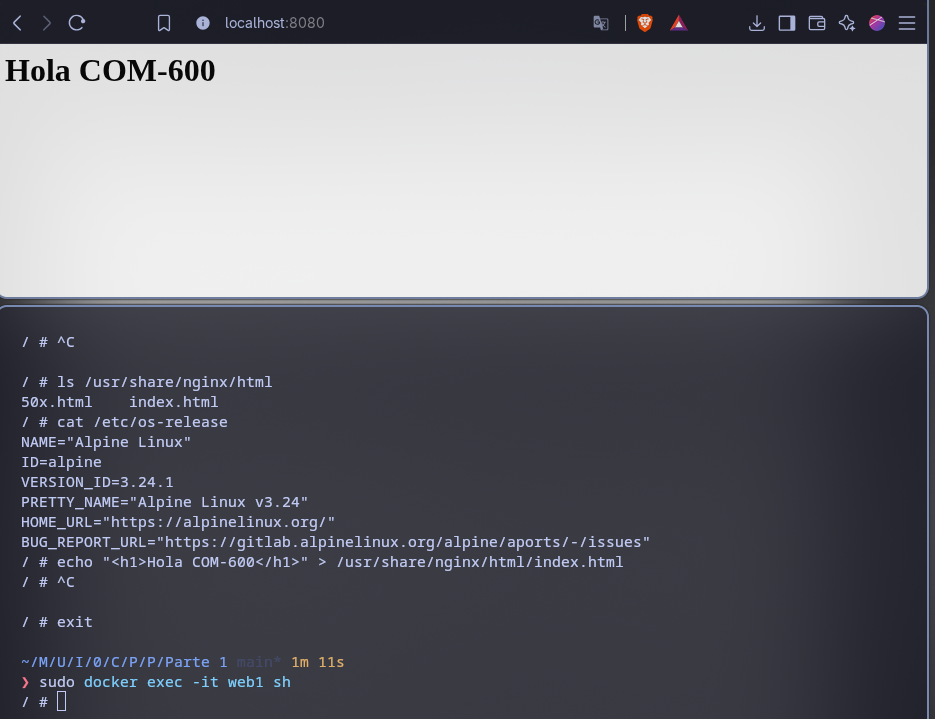 localhost:8080
Hola COM-600
/ # ^C
/ # ls /usr/share/nginx/html
50x.html    index.html
/ # cat /etc/os-release
NAME="Alpine Linux"
ID=alpine
VERSION_ID=3.24.1
PRETTY_NAME="Alpine Linux v3.24"
HOME_URL="https://alpinelinux.org/"
BUG_REPORT_URL="https://gitlab.alpinelinux.org/alpine/aports/-/issues"
/ # echo "<h1>Hola COM-600</h1>" > /usr/share/nginx/html/index.html
/ # ^C
/ # exit
~/M/U/I/0/C/P/P/Parte 1 main* 1m 11s
❯ sudo docker exec -it web1 sh
/ #